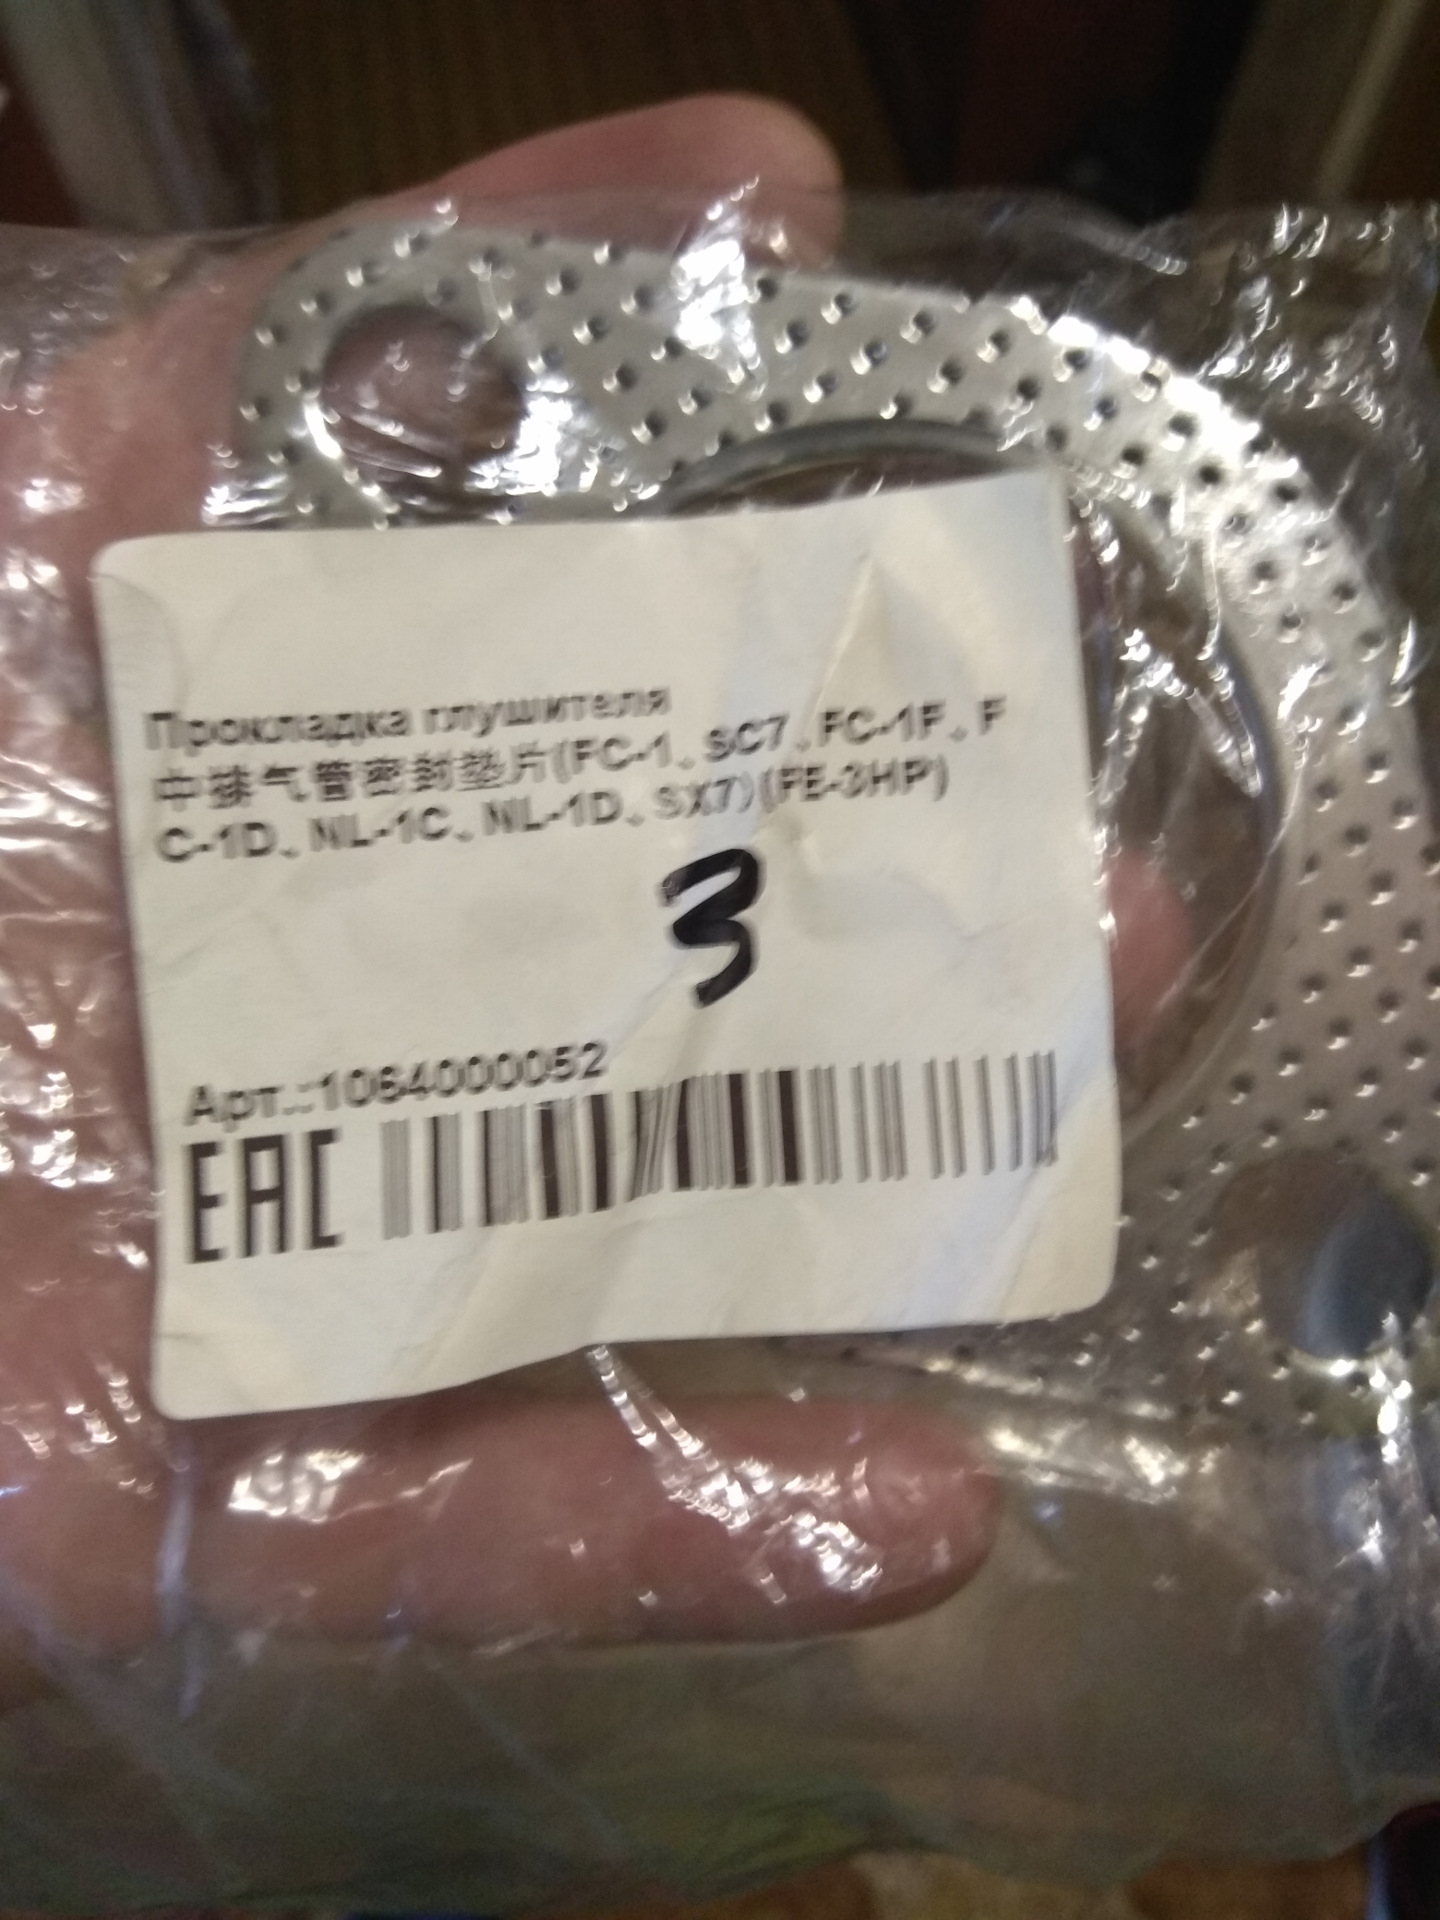 Прокладка глушителя
中排气管密封垫片(FC-1、SC7、FC-1F、F
C-1D、NL-1C、NL-1D、SX7)(FE-3HP)
3
Арт.:1064000052
EAC